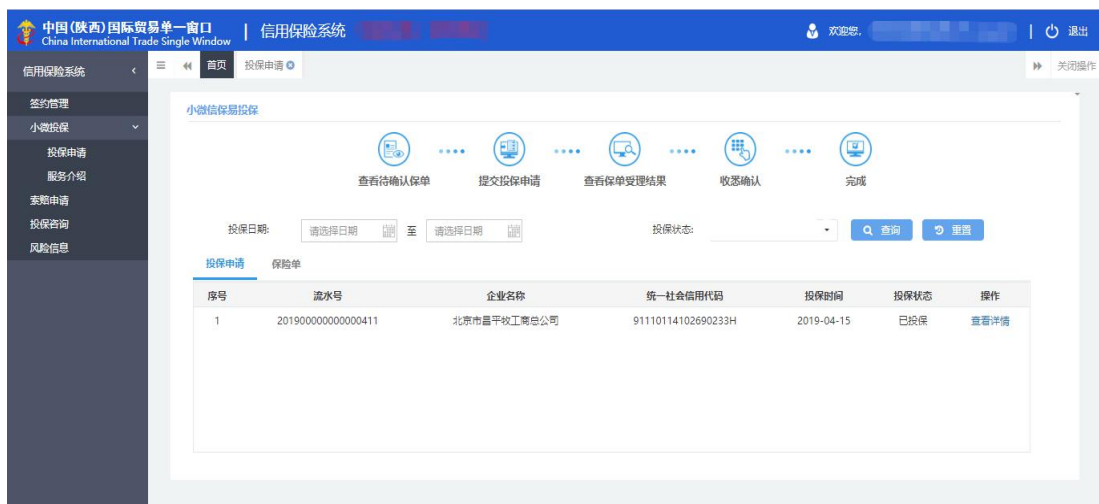 中国(陕西)国际贸易单一窗口 | 信用保险系统 欢迎您, | 退出
China International Trade Single Window
信用保险系统 首页 投保申请 关闭操作
签约管理
小微投保
投保申请
服务介绍
索赔申请
投保咨询
风险信息
小微信保易投保
查看待确认保单 提交投保申请 查看保单受理结果 收悉确认 完成
投保日期: 请选择日期 至 请选择日期 投保状态: 查询 重置
投保申请 保险单
序号 流水号 企业名称 统一社会信用代码 投保时间 投保状态 操作
1 201900000000000411 北京市昌平牧工商总公司 91110114102690233H 2019-04-15 已投保 查看详情